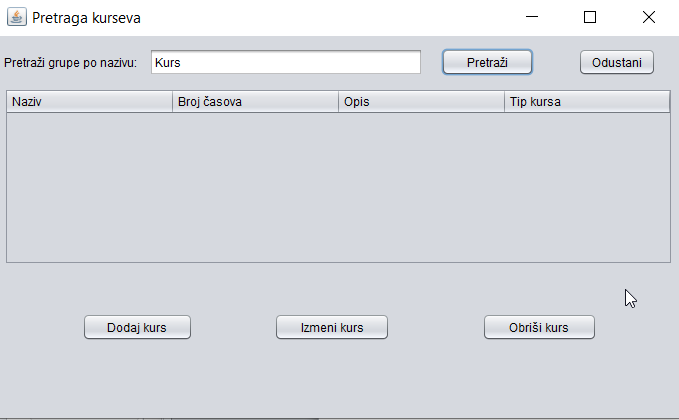 Pretraga kurseva
Pretraži grupe po nazivu: Kurs Pretraži Odustani
Naziv Broj časova Opis Tip kursa
Dodaj kurs Izmeni kurs Obriši kurs